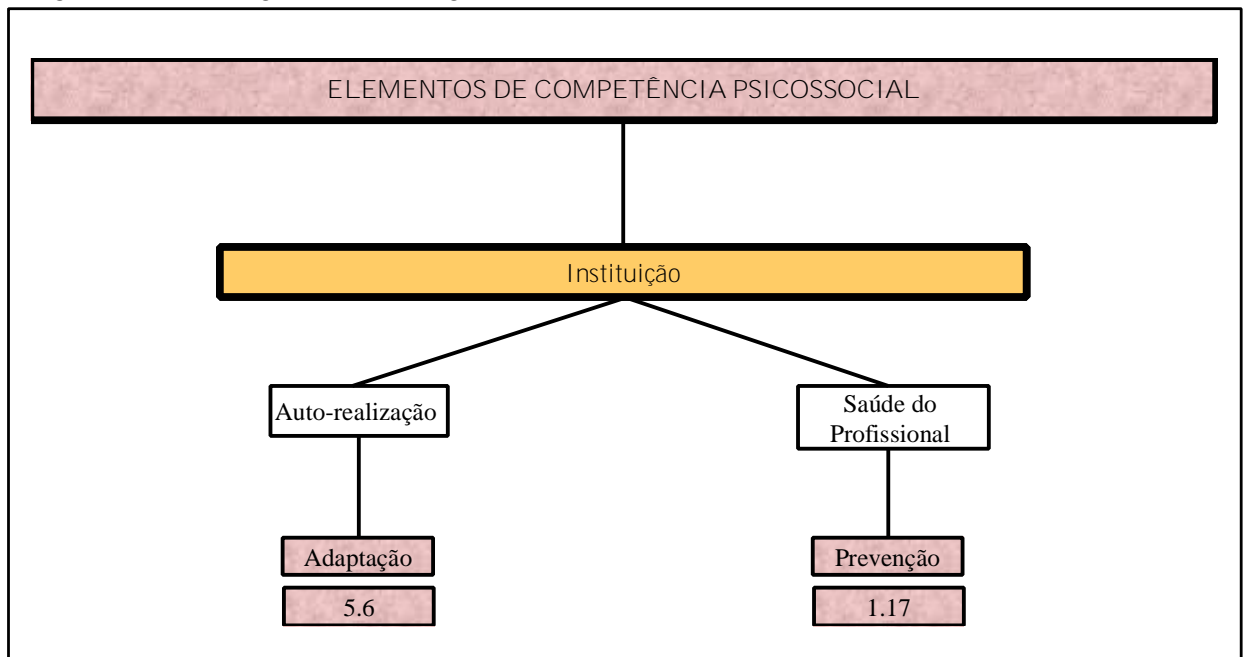 ELEMENTOS DE COMPETÊNCIA PSICOSSOCIAL
Instituição
Auto-realização
Saúde do
Profissional
Adaptação
Prevenção
5.6
1.17